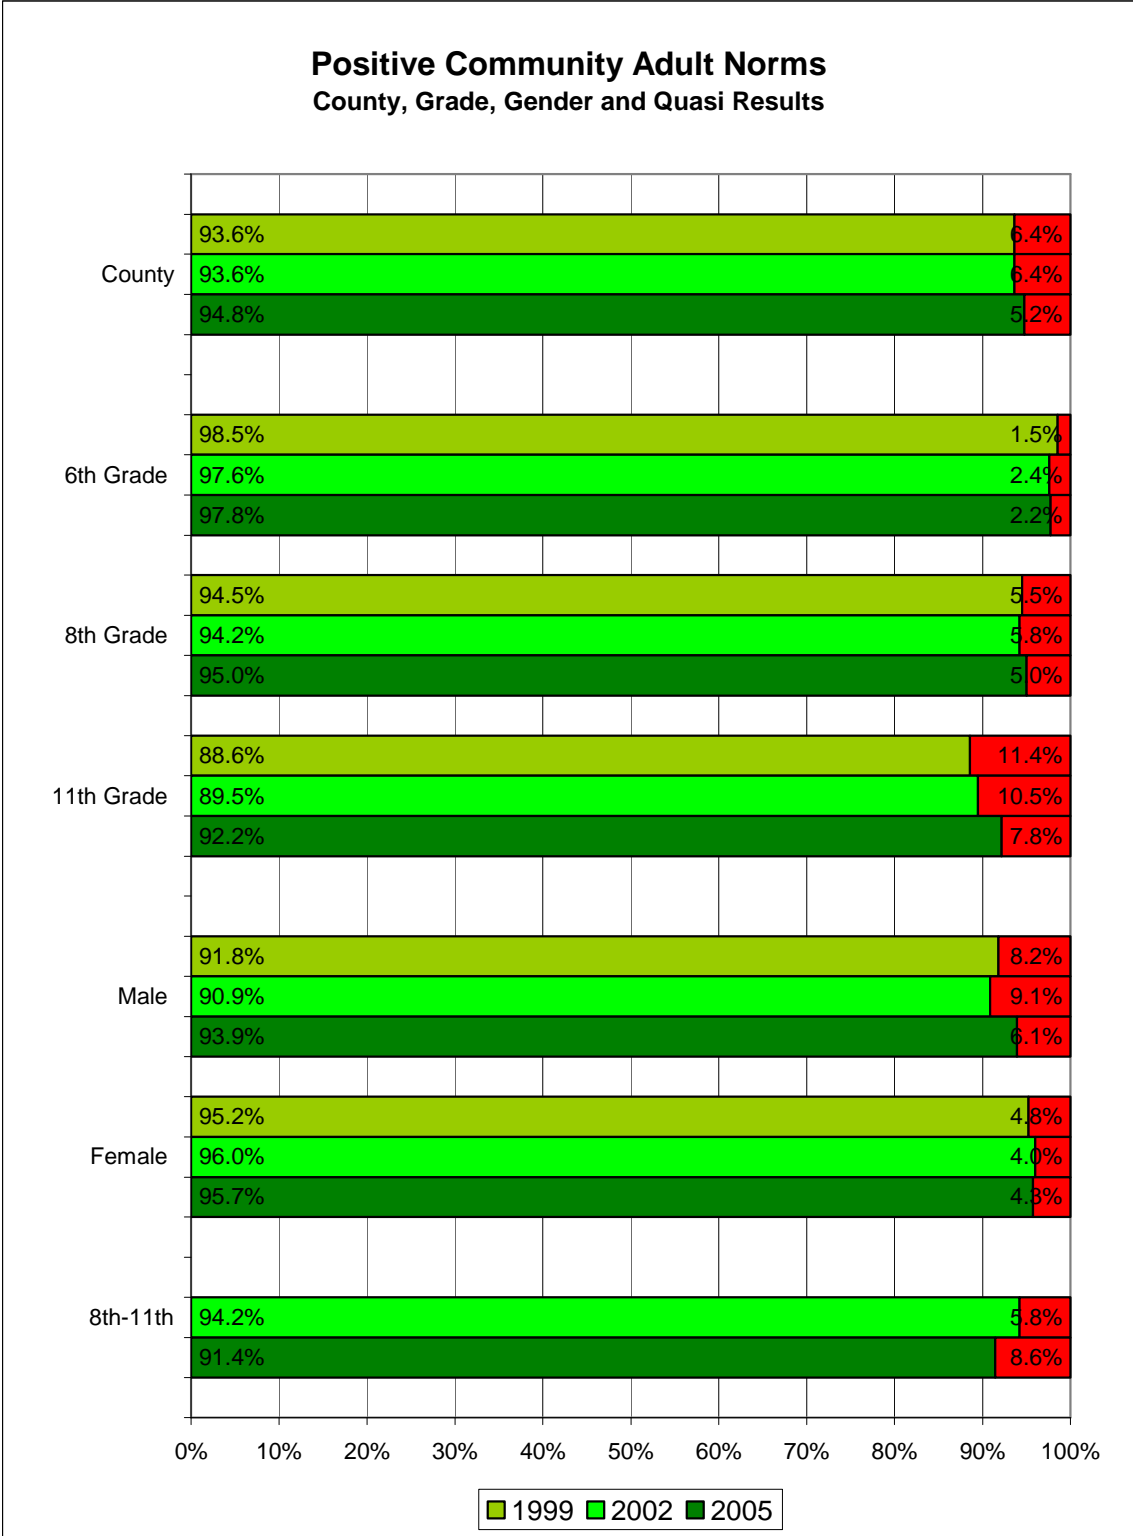 Positive Community Adult Norms
County, Grade, Gender and Quasi Results
93.6% 6.4%
County 93.6% 6.4%
94.8% 5.2%
98.5% 1.5%
6th Grade 97.6% 2.4%
97.8% 2.2%
94.5% 5.5%
8th Grade 94.2% 5.8%
95.0% 5.0%
88.6% 11.4%
11th Grade 89.5% 10.5%
92.2% 7.8%
91.8% 8.2%
Male 90.9% 9.1%
93.9% 6.1%
95.2% 4.8%
Female 96.0% 4.0%
95.7% 4.3%
8th-11th 94.2% 5.8%
91.4% 8.6%
0% 10% 20% 30% 40% 50% 60% 70% 80% 90% 100%
1999 2002 2005